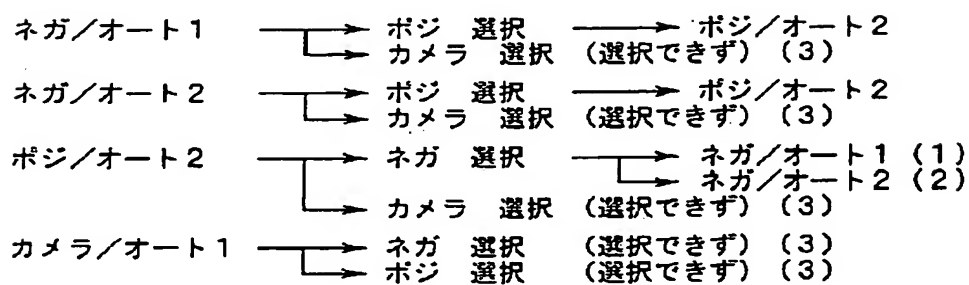 ネガ/オート1 ポジ 選択 ポジ/オート2
カメラ 選択 (選択できず) (3)
ネガ/オート2 ポジ 選択 ポジ/オート2
カメラ 選択 (選択できず) (3)
ポジ/オート2 ネガ 選択 ネガ/オート1 (1)
ネガ/オート2 (2)
カメラ 選択 (選択できず) (3)
カメラ/オート1 ネガ 選択 (選択できず) (3)
ポジ 選択 (選択できず) (3)